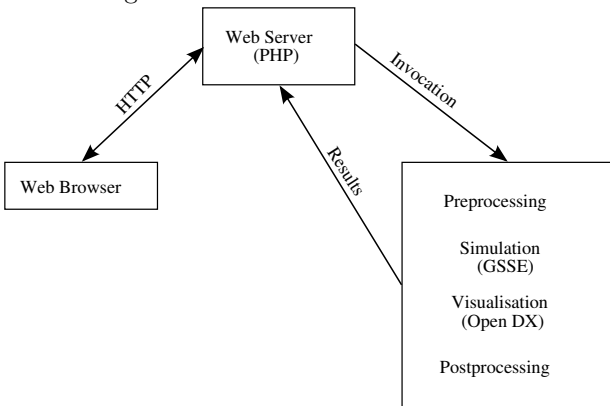 Web Server
(PHP)
HTTP
Invocation
Results
Web Browser
Preprocessing
Simulation
(GSSE)
Visualisation
(Open DX)
Postprocessing